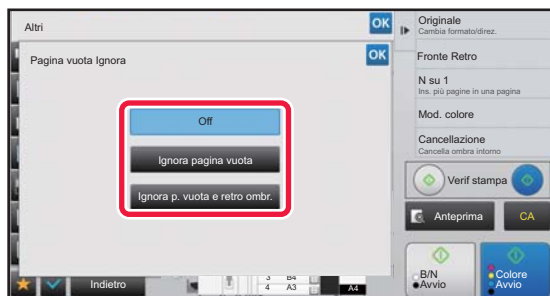 Altri
OK
Pagina vuota Ignora
OK
Off
Ignora pagina vuota
Ignora p. vuota e retro ombr.
Indietro
3 B4
4 A3
A4
Originale
Cambia formato/direz.
Fronte Retro
N su 1
Ins. più pagine in una pagina
Mod. colore
Cancellazione
Cancella ombra intorno
Verif stampa
Anteprima
CA
B/N
Avvio
Colore
Avvio